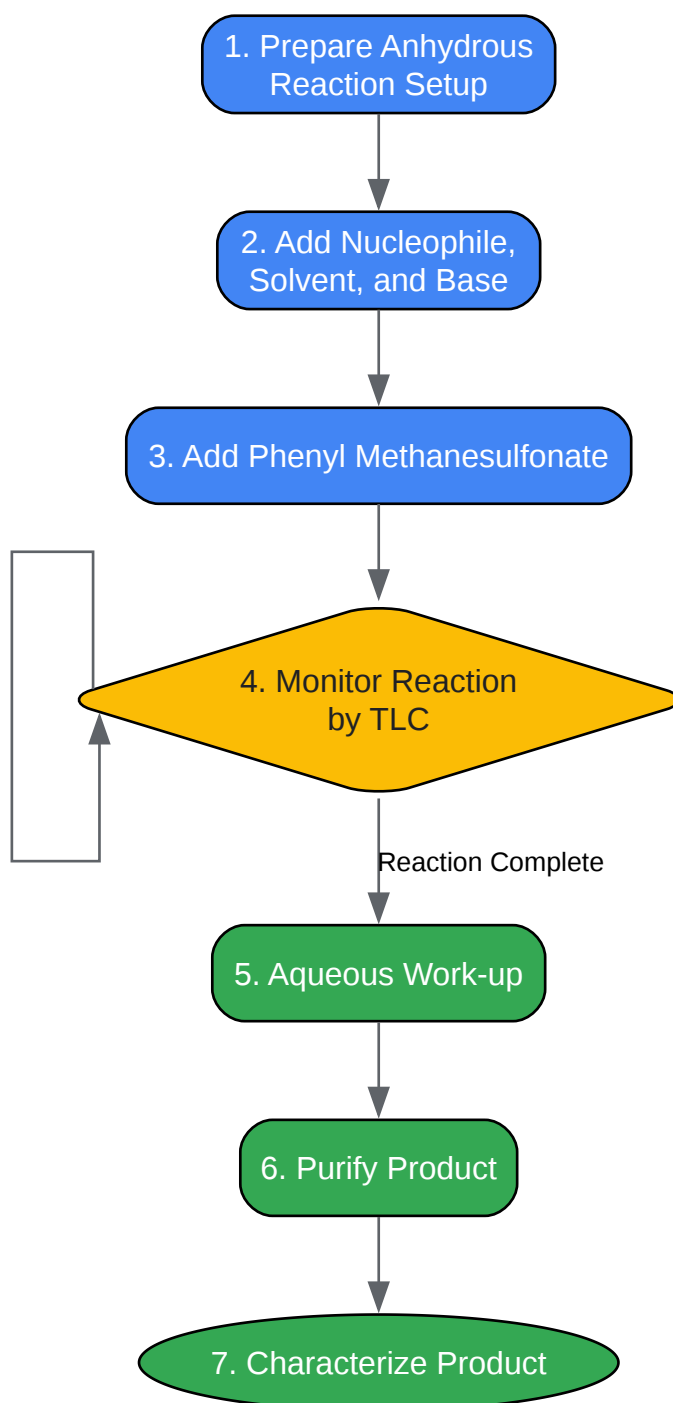 1. Prepare Anhydrous
Reaction Setup
2. Add Nucleophile,
Solvent, and Base
3. Add Phenyl Methanesulfonate
4. Monitor Reaction
by TLC
Reaction Complete
5. Aqueous Work-up
6. Purify Product
7. Characterize Product